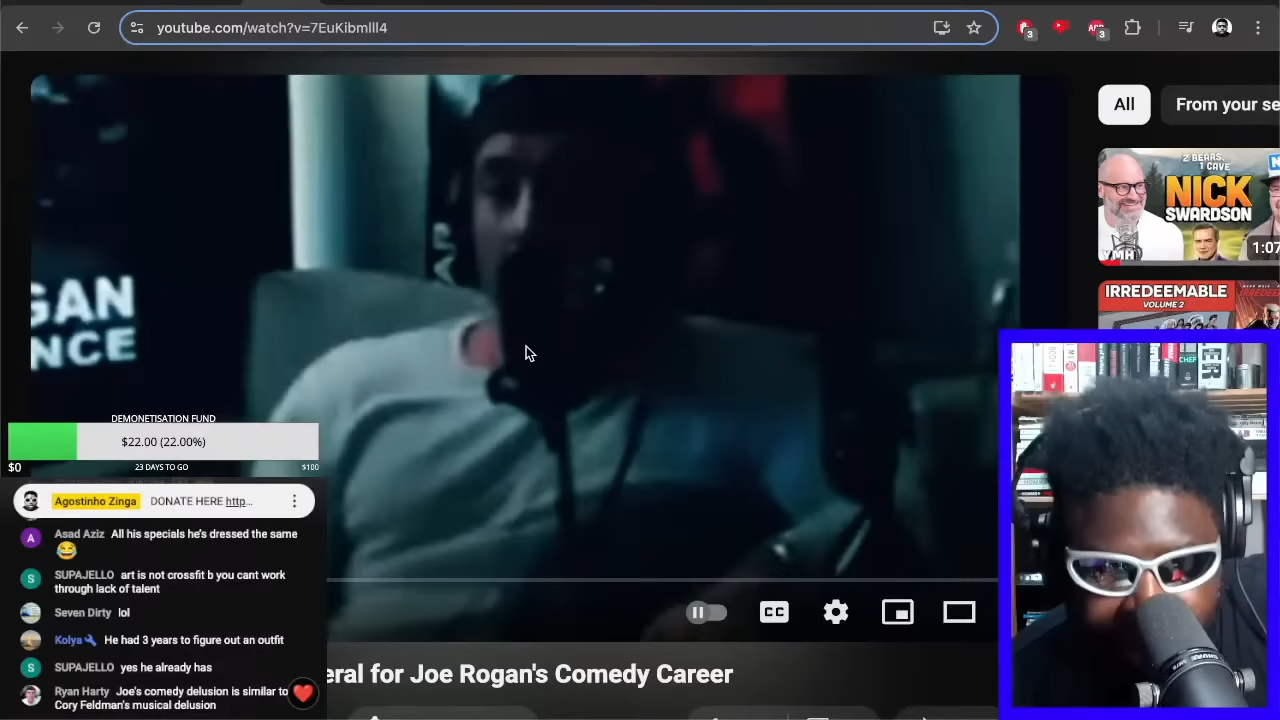 youtube.com/watch?v=7EuKibmlll4
3
3
All
From your se
2 BEARS,
1 CAVE
NICK
SWARDSON
YMH
1:07
IRREDEEMABLE
VOLUME 2
GAN
NCE
DEMONETISATION FUND
$22.00 (22.00%)
$0
23 DAYS TO GO
$100
Agostinho Zinga DONATE HERE http...
Asad Aziz All his specials he's dressed the same
SUPAJELLO art is not crossfit b you cant work
through lack of talent
Seven Dirty lol
Kolya He had 3 years to figure out an outfit
SUPAJELLO yes he already has
Ryan Harty Joe's comedy delusion is similar to
Cory Feldman's musical delusion
CC
eral for Joe Rogan's Comedy Career
CHEF